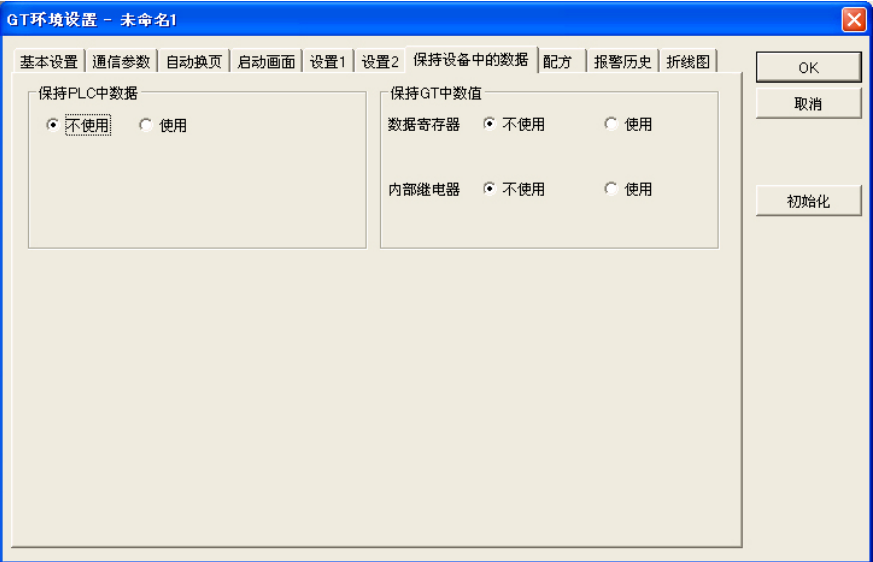 GT环境设置 - 未命名1
基本设置 通信参数 自动换页 启动画面 设置1 设置2 保持设备中的数据 配方 报警历史 折线图
OK
取消
初始化
保持PLC中数据
不使用 使用
保持GT中数值
数据寄存器 不使用 使用
内部继电器 不使用 使用